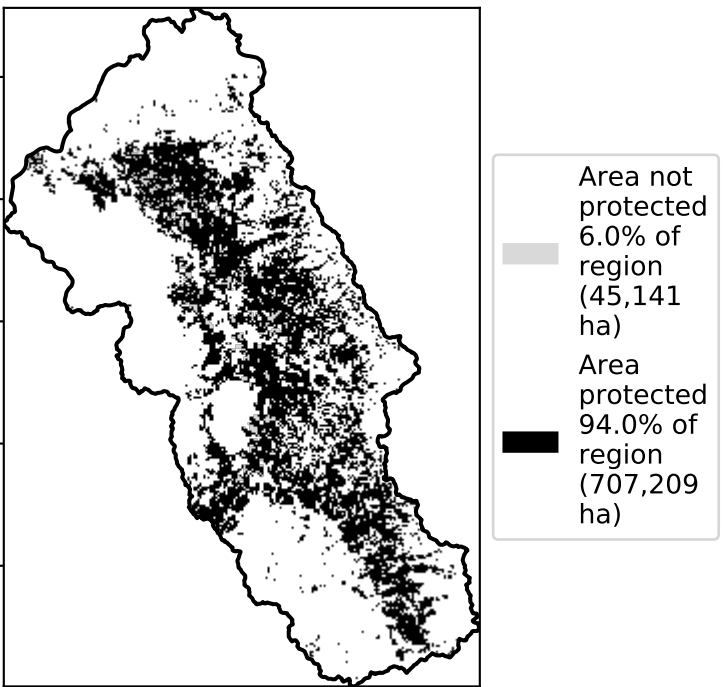 Area not
protected
6.0% of
region
(45,141
ha)
Area
protected
94.0% of
region
(707,209
ha)